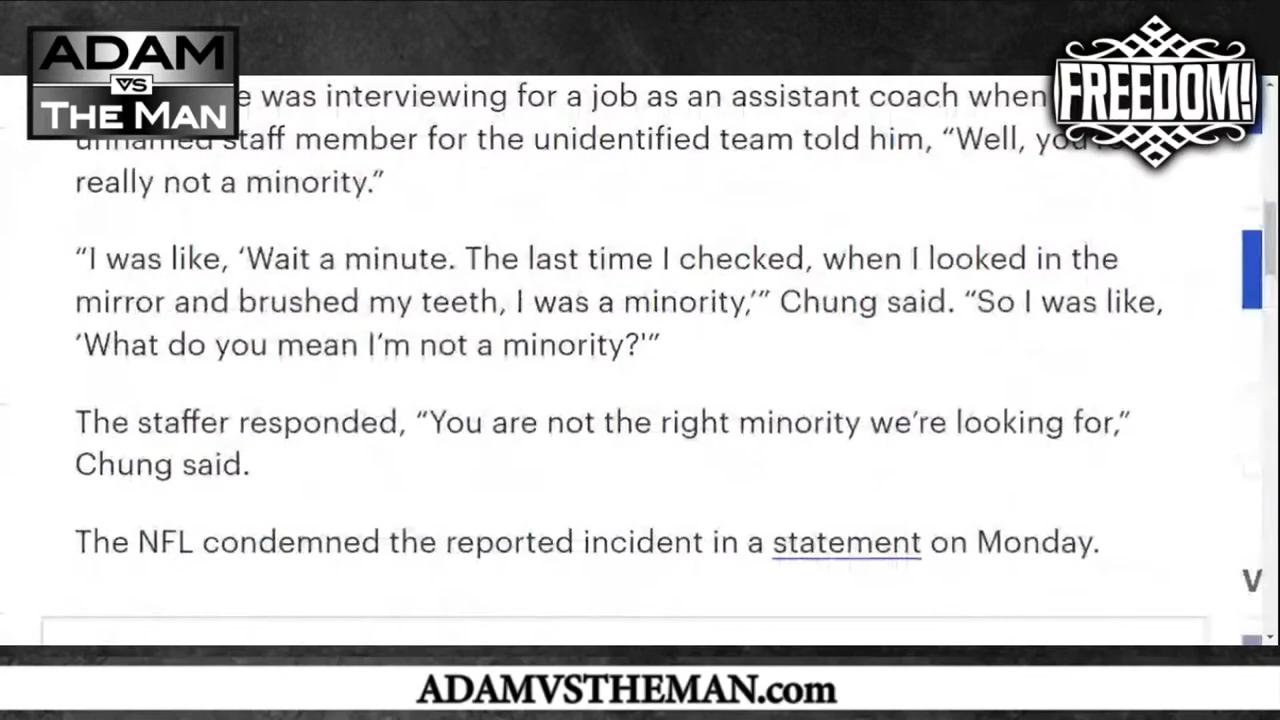 ADAM
VS
THE MAN
FREEDOM!
e was interviewing for a job as an assistant coach when
staff member for the unidentified team told him, “Well,
really not a minority.”
“I was like, ‘Wait a minute. The last time I checked, when I looked in the
mirror and brushed my teeth, I was a minority,’” Chung said. “So I was like,
‘What do you mean I’m not a minority?'”
The staffer responded, “You are not the right minority we’re looking for,”
Chung said.
The NFL condemned the reported incident in a statement on Monday.
V
ADAMVSTHEMAN.com